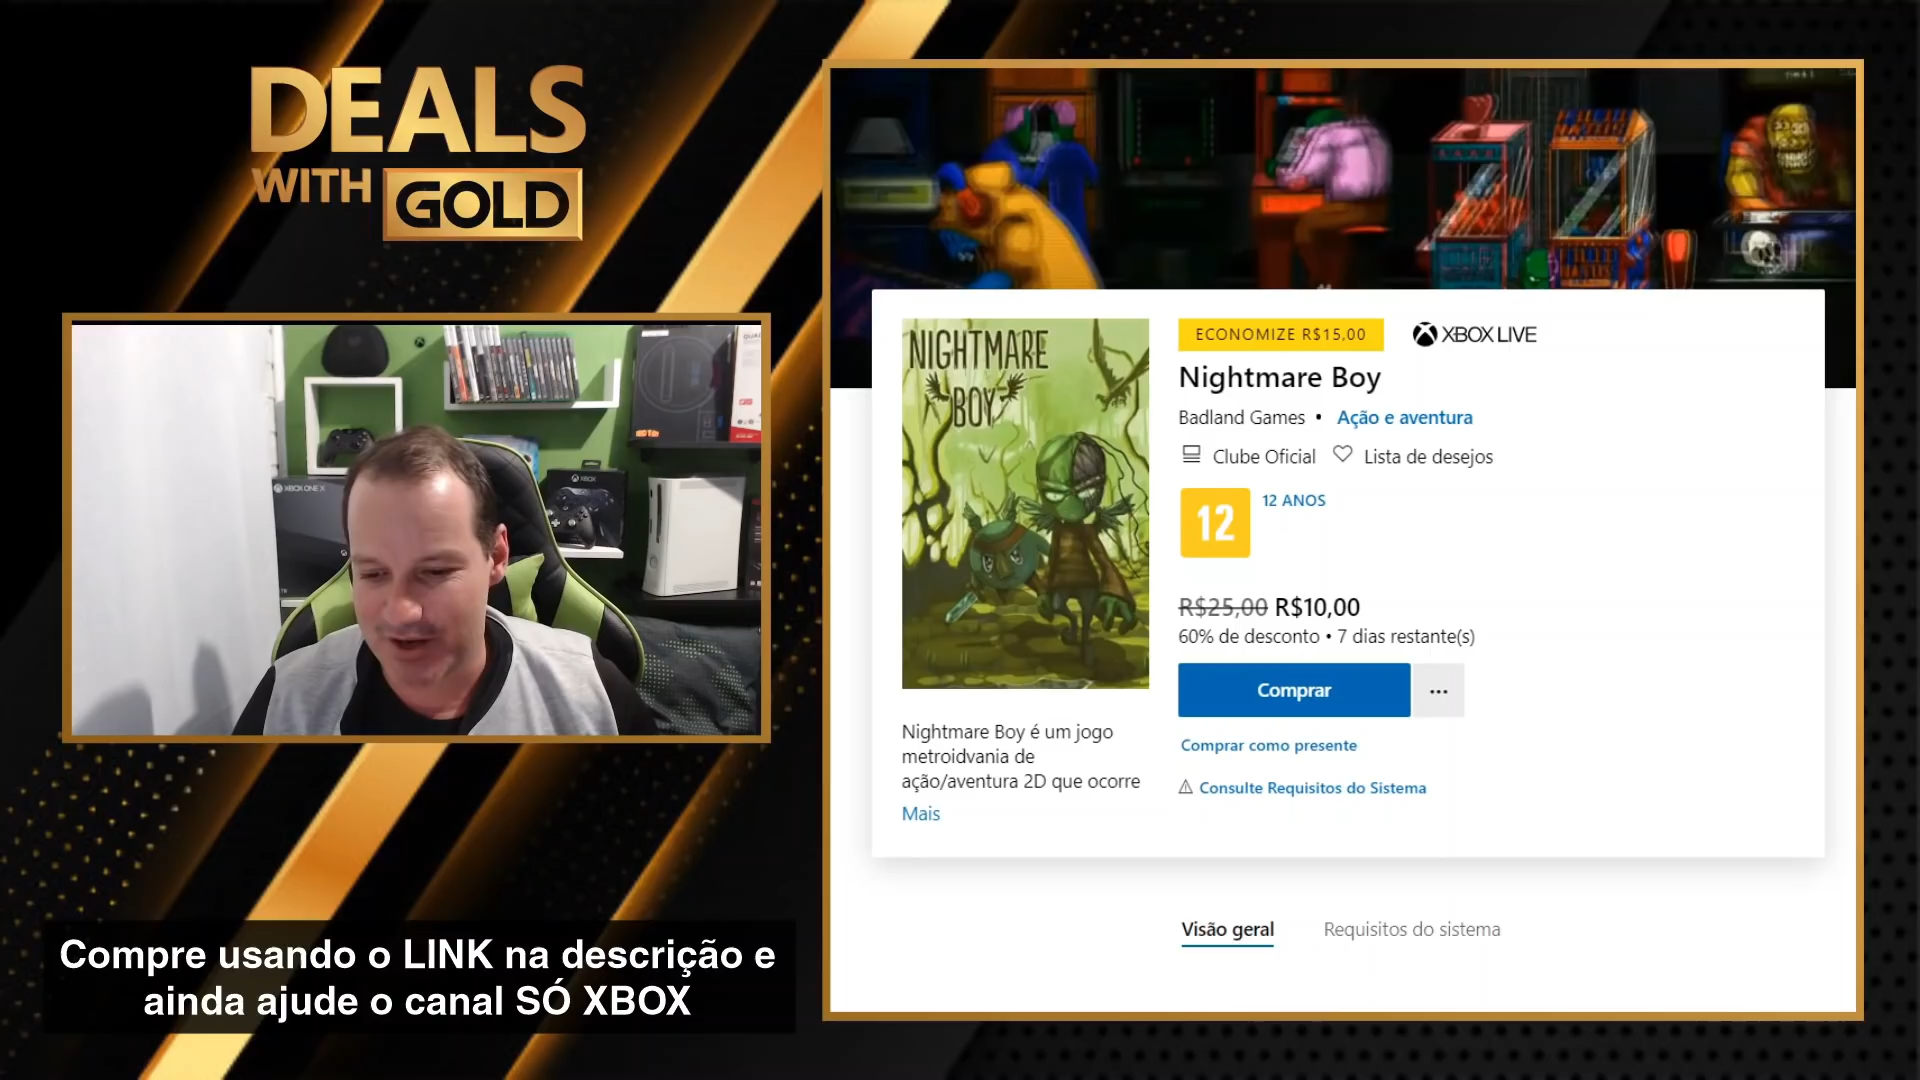 DEALS
WITH GOLD
XBOX ONE X
XBOX
NIGHTMARE
BOY
ECONOMIZE R$15,00
XBOX LIVE
Nightmare Boy
Badland Games • Ação e aventura
Clube Oficial
Lista de desejos
12
12 ANOS
R$25,00 R$10,00
60% de desconto • 7 dias restante(s)
Comprar
...
Comprar como presente
Consulte Requisitos do Sistema
Nightmare Boy é um jogo
metroidvania de
ação/aventura 2D que ocorre
Mais
Visão geral
Requisitos do sistema
Compre usando o LINK na descrição e
ainda ajude o canal SÓ XBOX